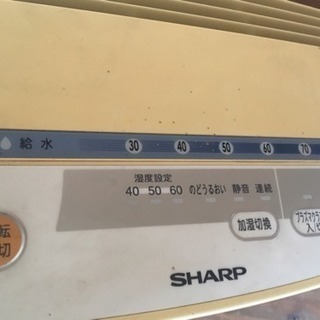 給水 30 40 50 60 70
湿度設定
40 50 60 のどうるおい 静音 連続
転 加湿切換 プラズマクラ
切 入/切
SHARP